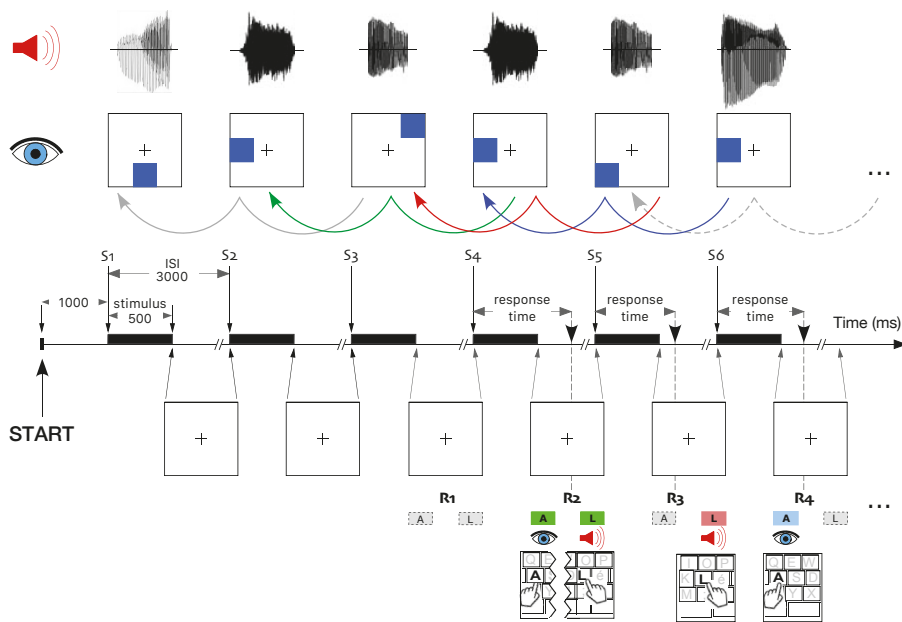 ...
S1 S2 S3 S4 S5 S6
ISI
3000
1000
stimulus
500
response
time
response
time
response
time
Time (ms)
START
R1 R2 R3 R4
...
A L A L A L A L
Q E O P I O P Q E W
A L é K L é A S D
M Y X